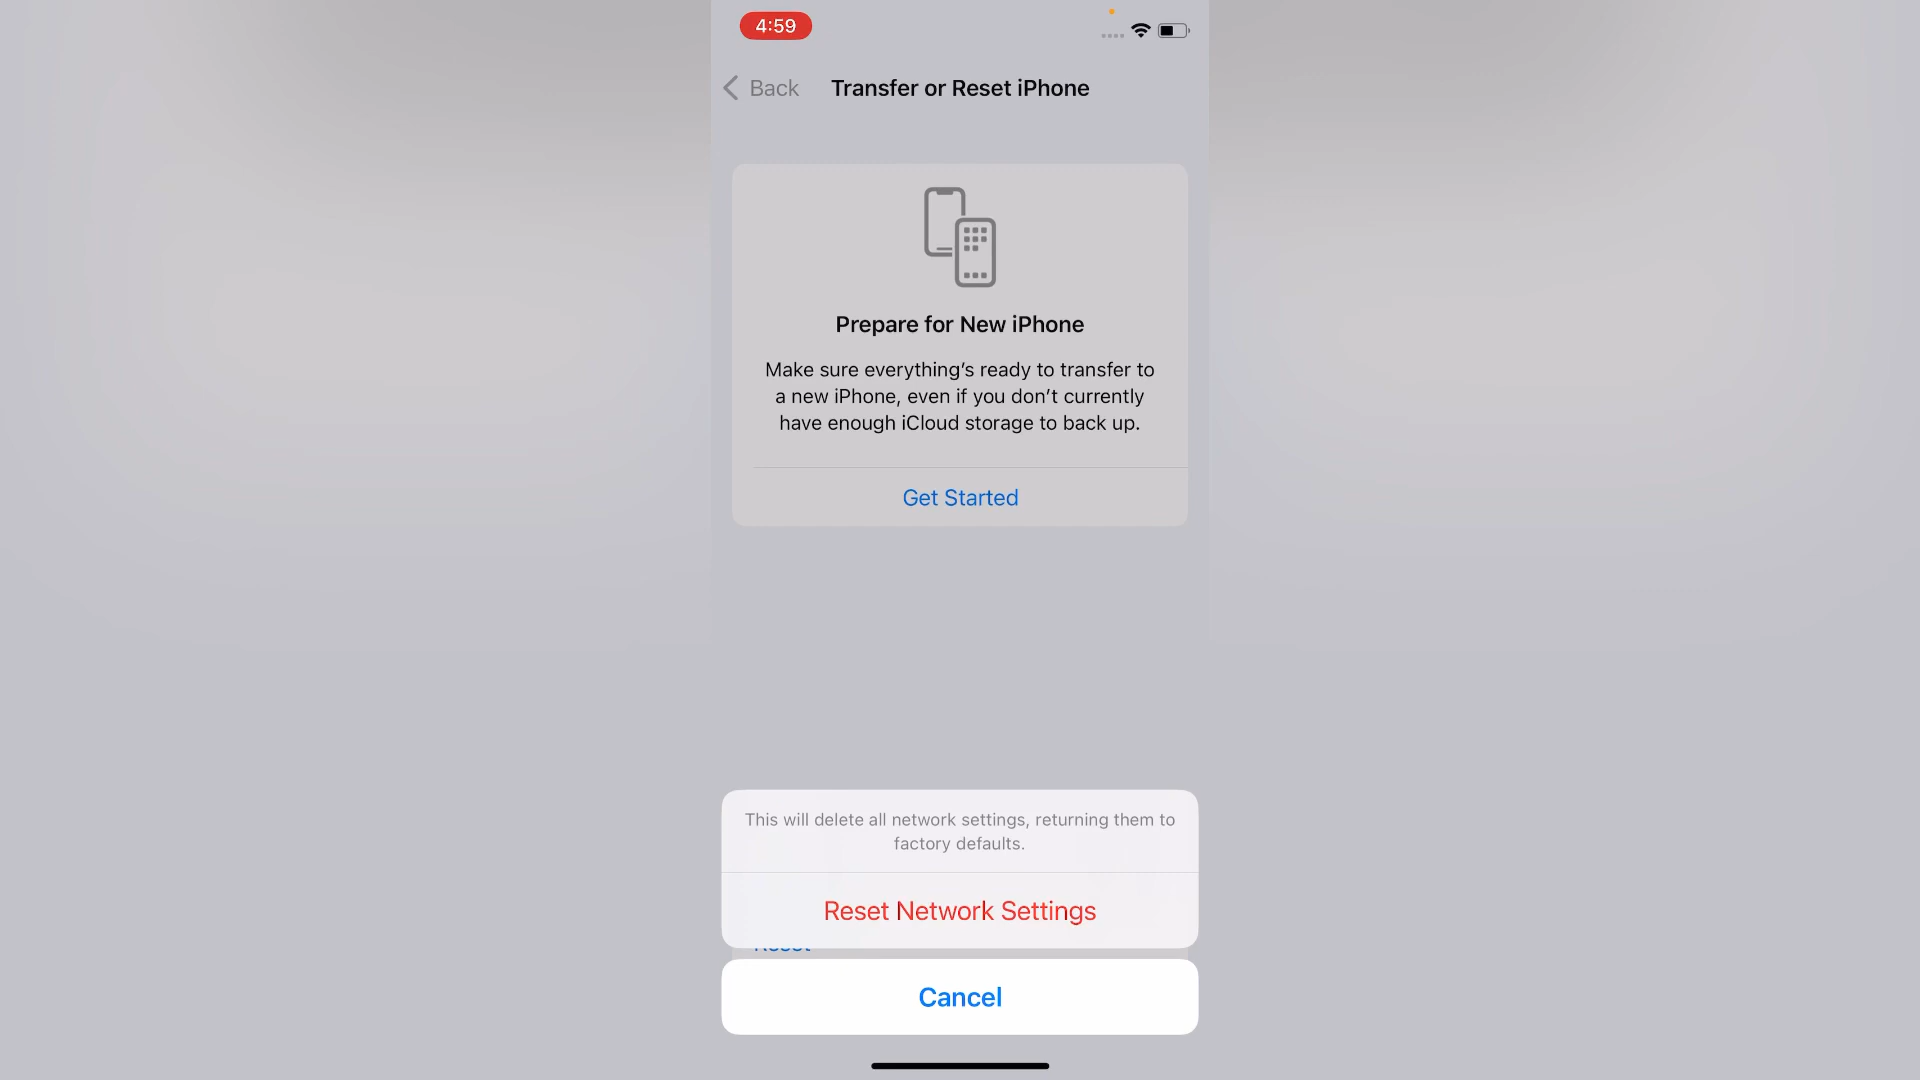 4:59
Back
Transfer or Reset iPhone
Prepare for New iPhone
Make sure everything's ready to transfer to
a new iPhone, even if you don't currently
have enough iCloud storage to back up.
Get Started
This will delete all network settings, returning them to
factory defaults.
Reset Network Settings
Reset
Cancel